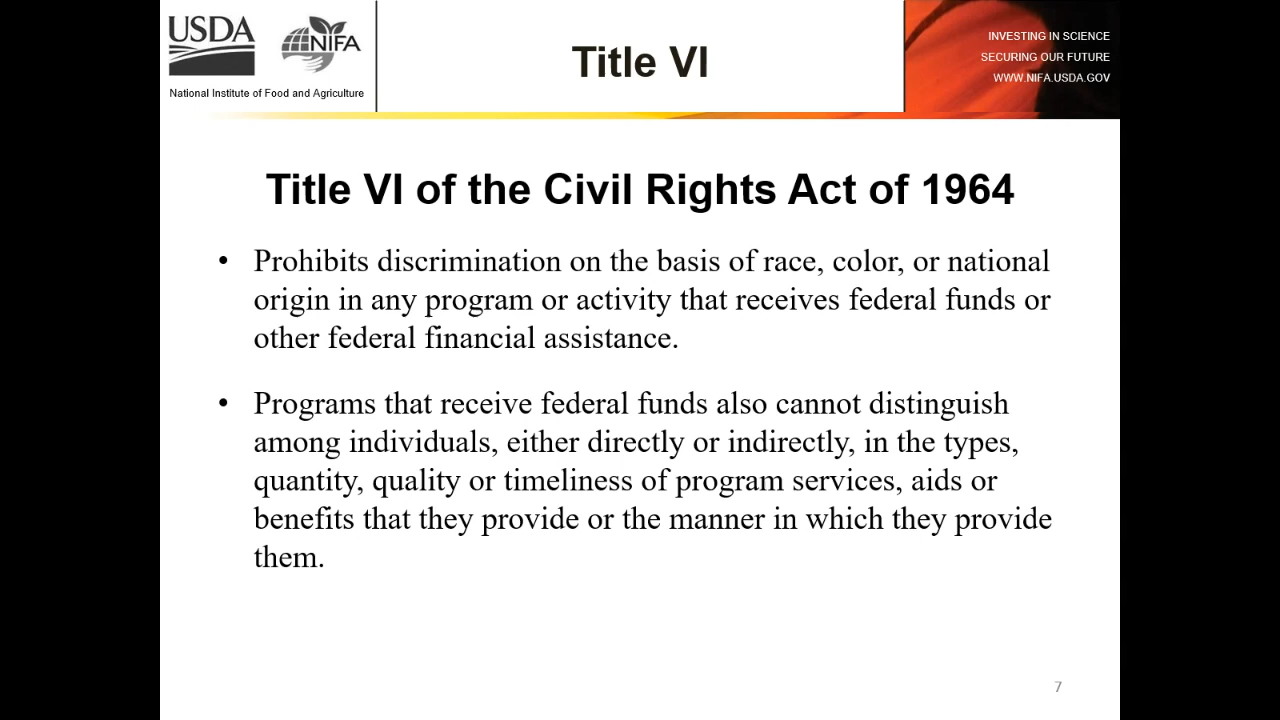 USDA
NIFA
National Institute of Food and Agriculture
Title VI
INVESTING IN SCIENCE
SECURING OUR FUTURE
WWW.NIFA.USDA.GOV
Title VI of the Civil Rights Act of 1964
• Prohibits discrimination on the basis of race, color, or national
origin in any program or activity that receives federal funds or
other federal financial assistance.
• Programs that receive federal funds also cannot distinguish
among individuals, either directly or indirectly, in the types,
quantity, quality or timeliness of program services, aids or
benefits that they provide or the manner in which they provide
them.
7